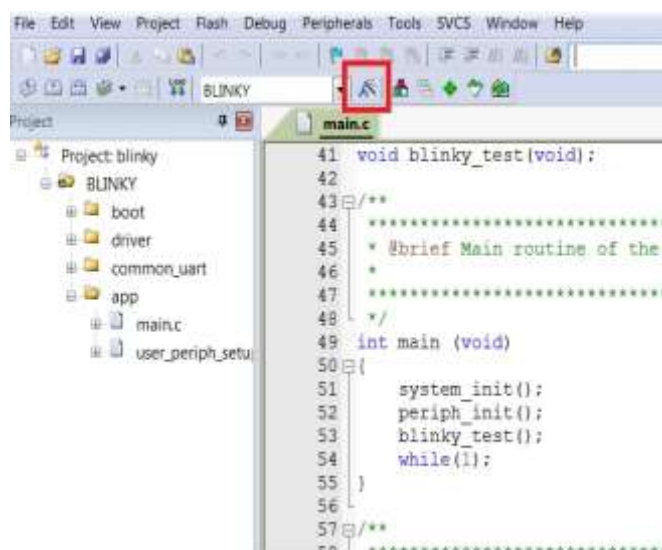 File Edit View Project Flash Debug Peripherals Tools SVCS Window Help
BLINKY
Project
main.c
Project: blinky
BLINKY
boot
driver
common_uart
app
main.c
user_periph_setu
41 void blinky_test(void);
42
43 /**
44 *****************************
45 * @brief Main routine of the
46 *
47 *****************************
48 */
49 int main (void)
50 {
51 system_init();
52 periph_init();
53 blinky_test();
54 while(1);
55 }
56
57 /**